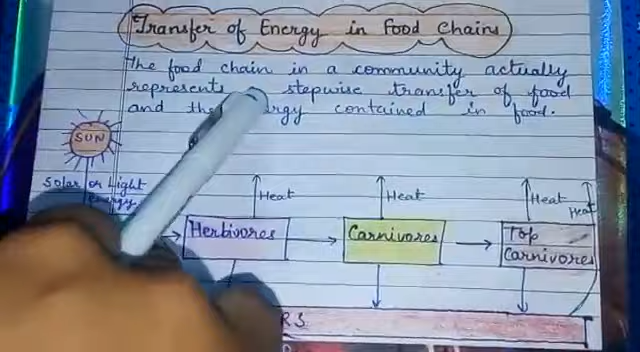 Transfer of Energy in Food Chains
The food chain in a community actually
represents stepwise transfer of food
and the contained in food.
SUN
Solar or Light
Energy
Heat Heat Heat Heat
Herbivores Carnivores Top
Carnivores
RS